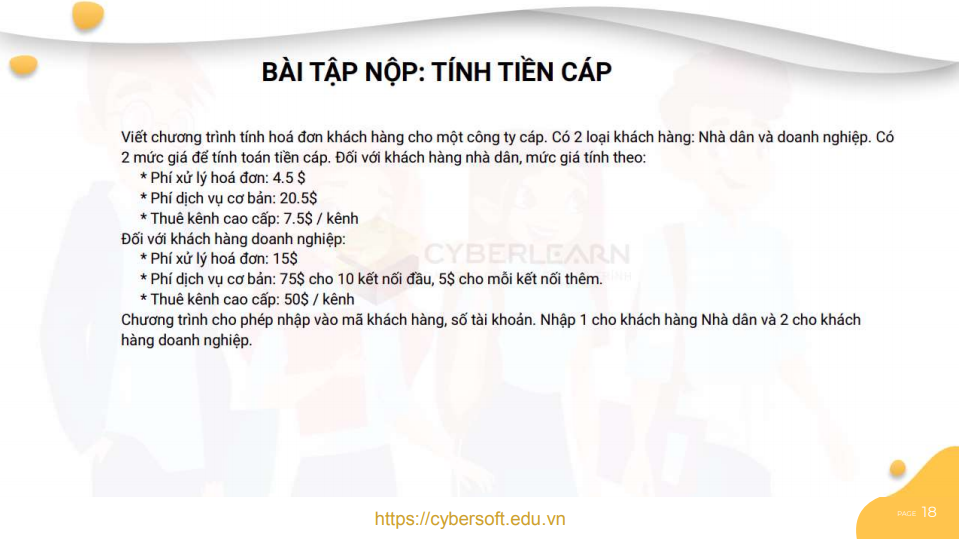 BÀI TẬP NỘP: TÍNH TIỀN CÁP
Viết chương trình tính hoá đơn khách hàng cho một công ty cáp. Có 2 loại khách hàng: Nhà dân và doanh nghiệp. Có
2 mức giá để tính toán tiền cáp. Đối với khách hàng nhà dân, mức giá tính theo:
* Phí xử lý hoá đơn: 4.5 $
* Phí dịch vụ cơ bản: 20.5$
* Thuê kênh cao cấp: 7.5$ / kênh
Đối với khách hàng doanh nghiệp:
CYBERLEARN
* Phí xử lý hoá đơn: 15$
* Phí dịch vụ cơ bản: 75$ cho 10 kết nối đầu, 5$ cho mỗi kết nối thêm.
* Thuê kênh cao cấp: 50$ / kênh
Chương trình cho phép nhập vào mã khách hàng, số tài khoản. Nhập 1 cho khách hàng Nhà dân và 2 cho khách
hàng doanh nghiệp.
https://cybersoft.edu.vn
PAGE 18